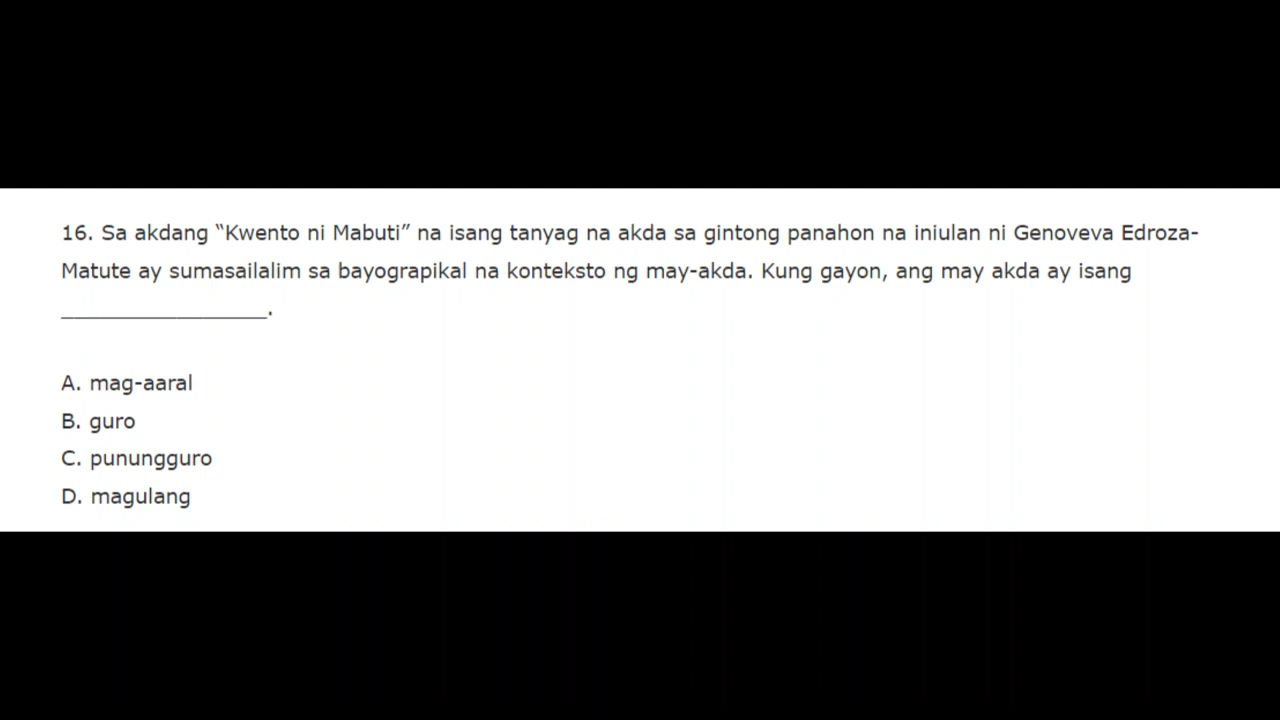 16. Sa akdang “Kwento ni Mabuti” na isang tanyag na akda sa gintong panahon na iniulan ni Genoveva Edroza-
Matute ay sumasailalim sa bayograpikal na konteksto ng may-akda. Kung gayon, ang may akda ay isang
__________________.
A. mag-aaral
B. guro
C. punungguro
D. magulang